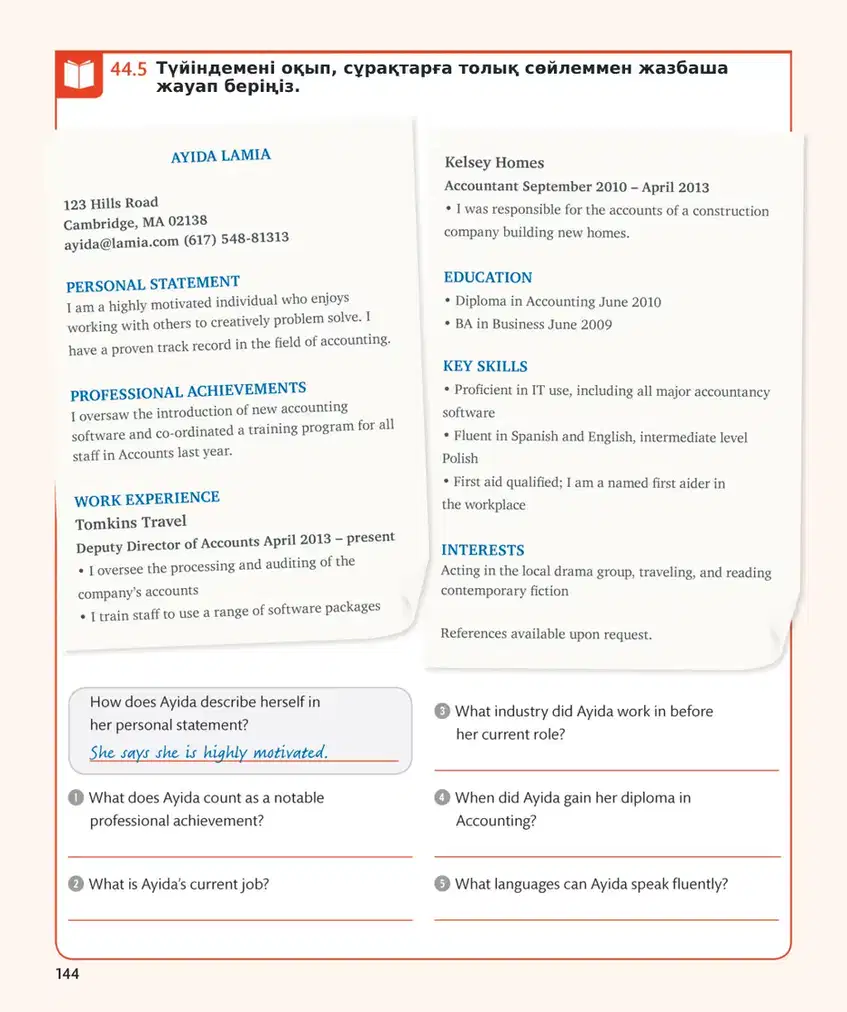 44.5 Түйіндемені оқып, сұрақтарға толық сөйлеммен жазбаша
жауап беріңіз.
AYIDA LAMIA
123 Hills Road
Cambridge, MA 02138
ayida@lamia.com (617) 548-81313
PERSONAL STATEMENT
I am a highly motivated individual who enjoys
working with others to creatively problem solve. I
have a proven track record in the field of accounting.
PROFESSIONAL ACHIEVEMENTS
I oversaw the introduction of new accounting
software and co-ordinated a training program for all
staff in Accounts last year.
WORK EXPERIENCE
Tomkins Travel
Deputy Director of Accounts April 2013 – present
• I oversee the processing and auditing of the
company’s accounts
• I train staff to use a range of software packages
Kelsey Homes
Accountant September 2010 – April 2013
• I was responsible for the accounts of a construction
company building new homes.
EDUCATION
• Diploma in Accounting June 2010
• BA in Business June 2009
KEY SKILLS
• Proficient in IT use, including all major accountancy
software
• Fluent in Spanish and English, intermediate level
Polish
• First aid qualified; I am a named first aider in
the workplace
INTERESTS
Acting in the local drama group, traveling, and reading
contemporary fiction
References available upon request.
How does Ayida describe herself in
her personal statement?
She says she is highly motivated.
1 What does Ayida count as a notable
professional achievement?
2 What is Ayida’s current job?
3 What industry did Ayida work in before
her current role?
4 When did Ayida gain her diploma in
Accounting?
5 What languages can Ayida speak fluently?
144